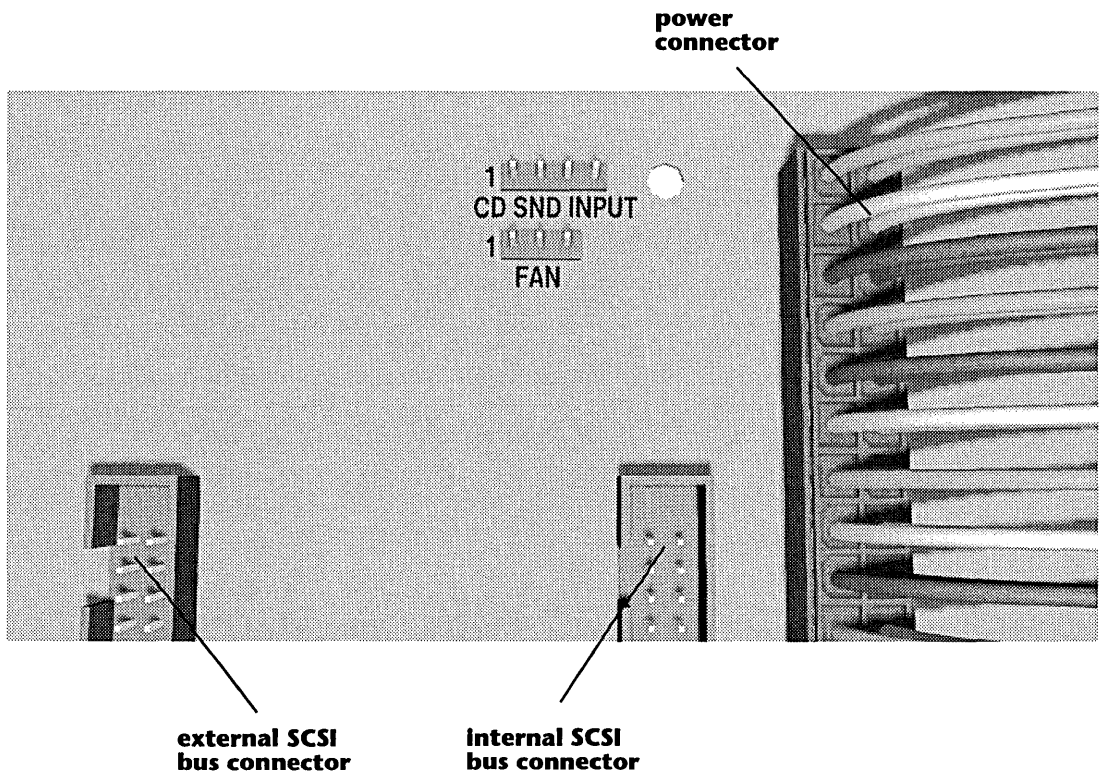 power
connector
1
CD SND INPUT
1
FAN
external SCSI
bus connector
internal SCSI
bus connector